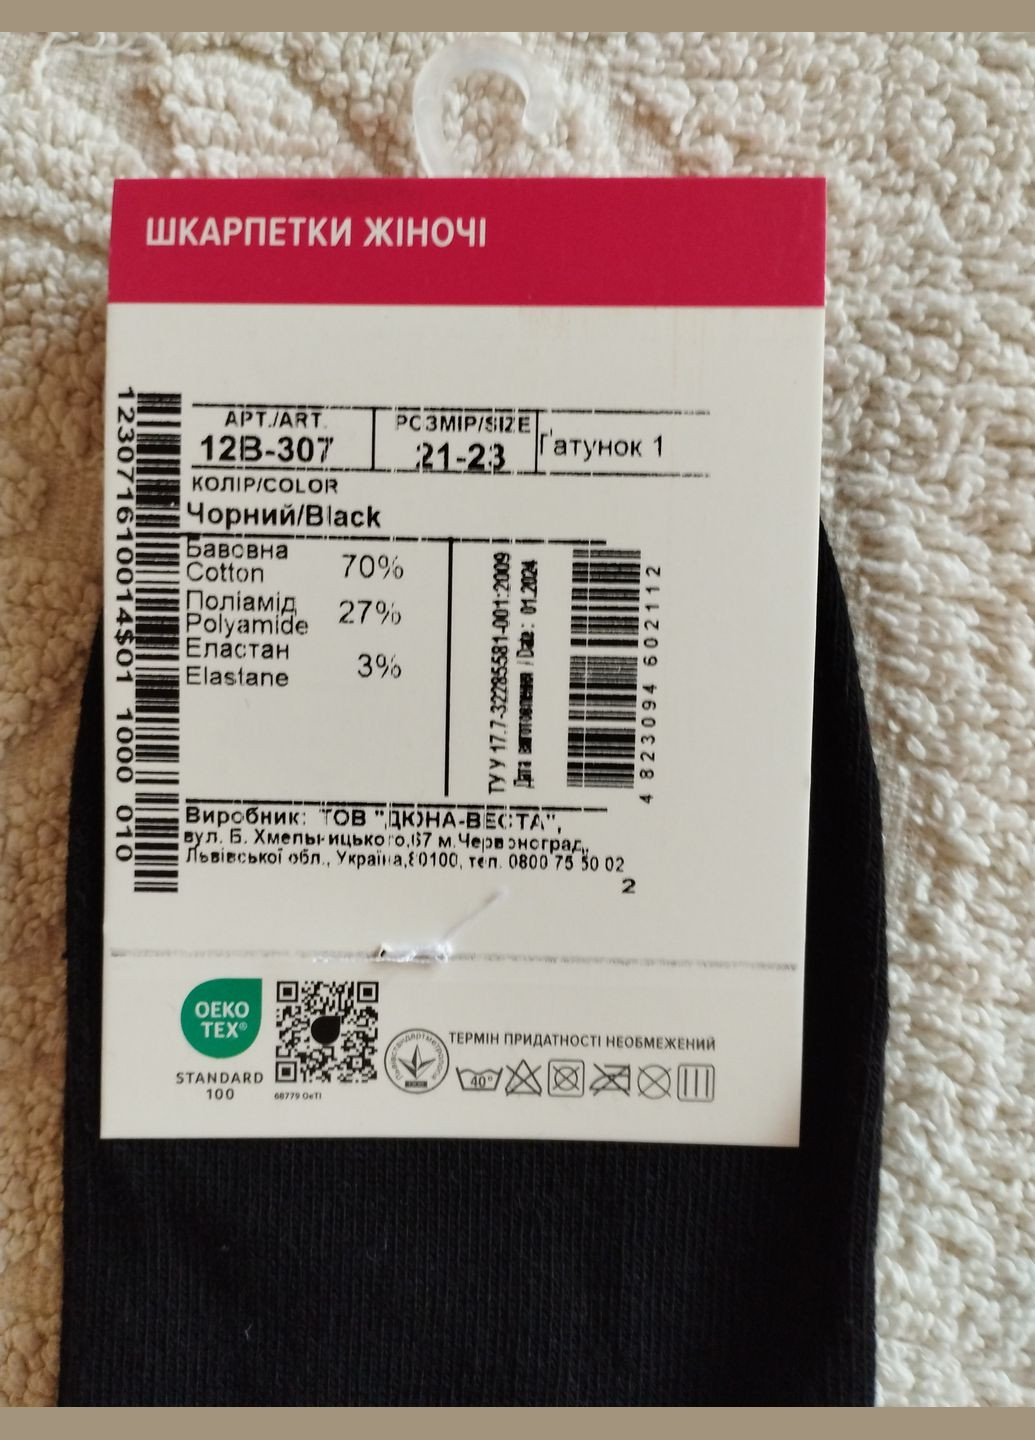 ШКАРПЕТКИ ЖІНОЧІ
АРТ./ART. РОЗМІР/SIZE Ґатунок 1
12В-307 21-23
КОЛІР/COLOR
Чорний/Black
Бавовна
Cotton 70%
Поліамід
Polyamide 27%
Еластан
Elastane 3%
ТУ У 17.7-32285581-001:2009
Дата виготовлення / Date: 01.2024
4 823094 602112
123071610014$01 1000 010
Виробник: ТОВ "ДЮНА-ВЕСТА",
вул. Б. Хмельницького,67 м.Червоноград,
Львівської обл., Україна,80100, тел. 0800 75 50 02
2
OEKO
TEX®
STANDARD
100
68779 OeTI
ТЕРМІН ПРИДАТНОСТІ НЕОБМЕЖЕНИЙ
40°